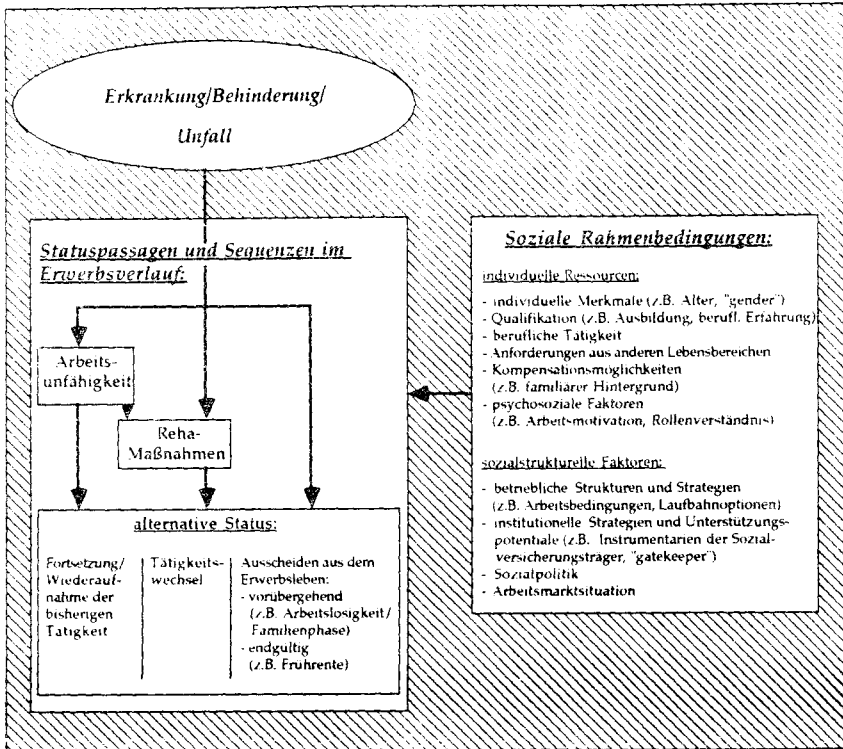 Erkrankung/Behinderung/
Unfall
Statuspassagen und Sequenzen im
Erwerbsverlauf:
Arbeits-
unfähigkeit
Reha-
Maßnahmen
alternative Status:
Fortsetzung/
Wiederauf-
nahme der
bisherigen
Tätigkeit
Tätigkeits-
wechsel
Ausscheiden aus dem
Erwerbsleben:
- vorübergehend
(z.B. Arbeitslosigkeit/
Familienphase)
- endgültig
(z.B. Frührente)
Soziale Rahmenbedingungen:
individuelle Ressourcen:
- individuelle Merkmale (z.B. Alter, "gender")
- Qualifikation (z.B. Ausbildung, berufl. Erfahrung)
- berufliche Tätigkeit
- Anforderungen aus anderen Lebensbereichen
- Kompensationsmöglichkeiten
(z.B. familiärer Hintergrund)
- psychosoziale Faktoren
(z.B. Arbeitsmotivation, Rollenverständnis)
sozialstrukturelle Faktoren:
- betriebliche Strukturen und Strategien
(z.B. Arbeitsbedingungen, Laufbahnoptionen)
- institutionelle Strategien und Unterstützungs-
potentiale (z.B. Instrumentarien der Sozial-
versicherungsträger, "gatekeeper")
- Sozialpolitik
- Arbeitsmarktsituation